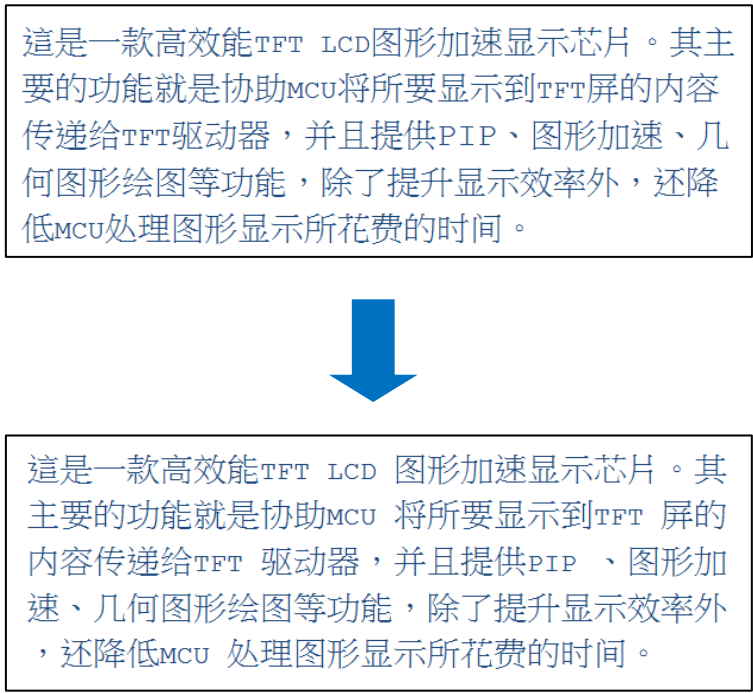 這是一款高效能TFT LCD图形加速显示芯片。其主
要的功能就是协助MCU将所要显示到TFT屏的内容
传递给TFT驱动器，并且提供PIP、图形加速、几
何图形绘图等功能，除了提升显示效率外，还降
低MCU处理图形显示所花费的时间。
這是一款高效能TFT LCD 图形加速显示芯片。其
主要的功能就是协助MCU 将所要显示到TFT 屏的
内容传递给TFT 驱动器，并且提供PIP 、图形加
速、几何图形绘图等功能，除了提升显示效率外
，还降低MCU 处理图形显示所花费的时间。